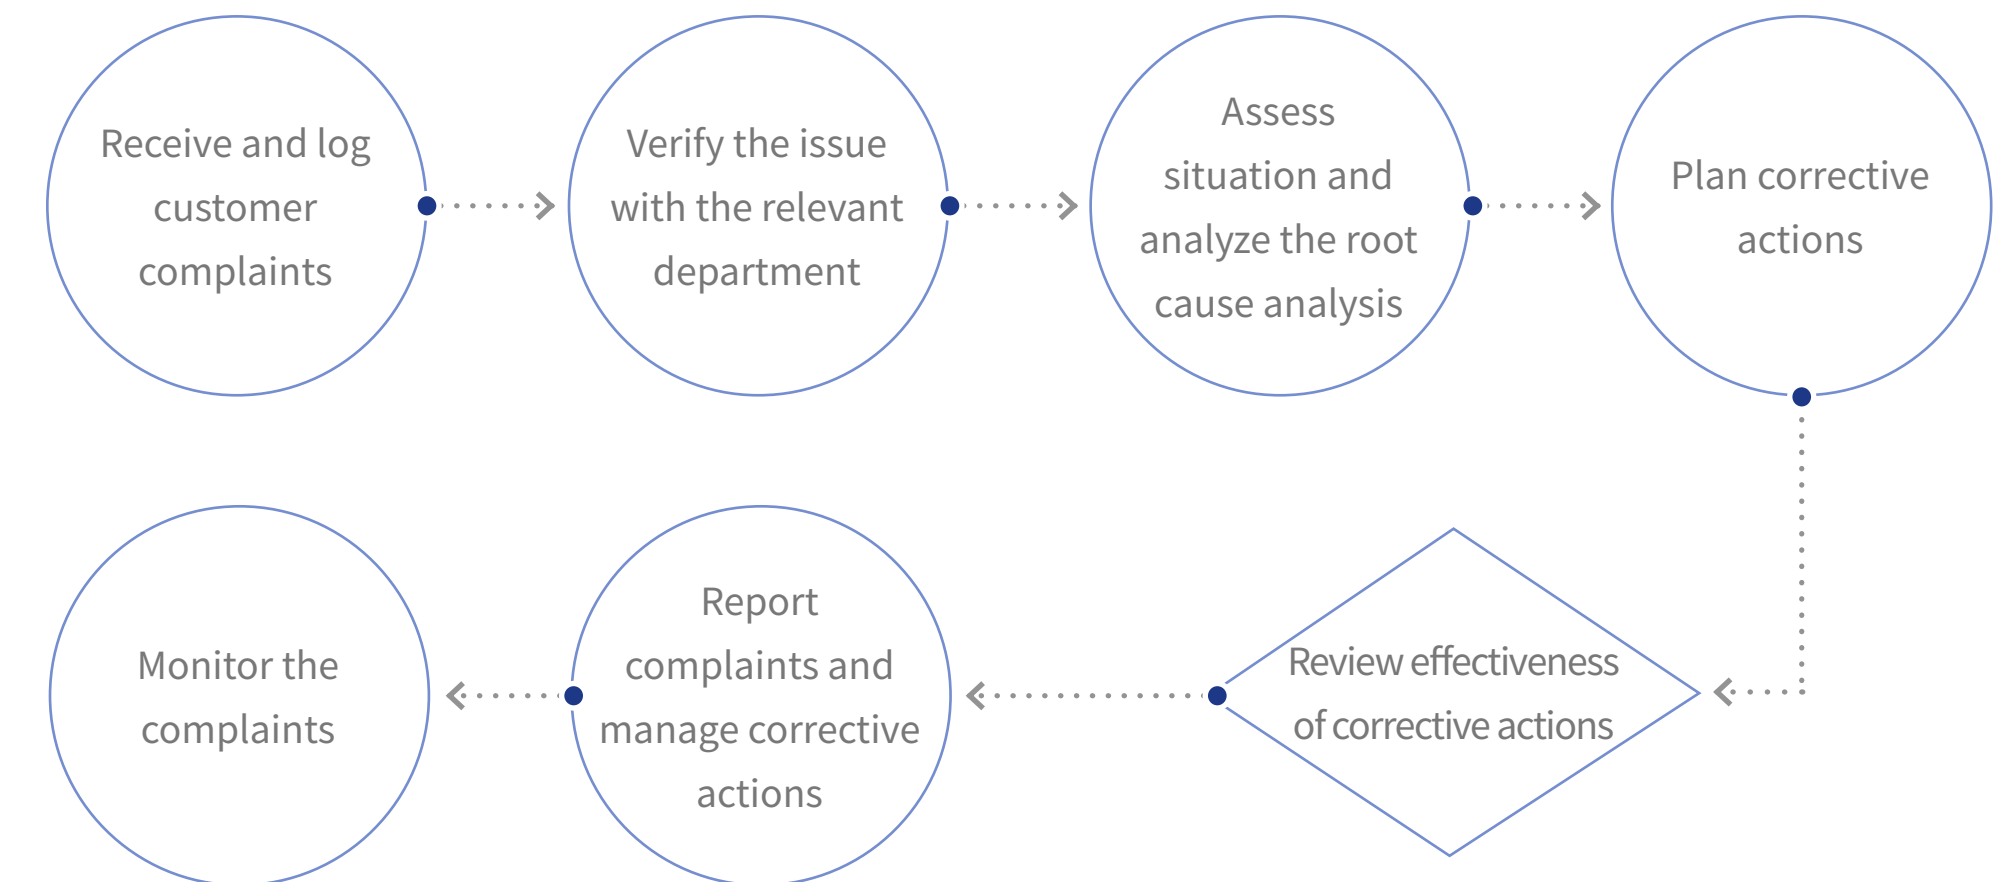 Receive and log
customer
complaints
Verify the issue
with the relevant
department
Assess
situation and
analyze the root
cause analysis
Plan corrective
actions
Review effectiveness
of corrective actions
Report
complaints and
manage corrective
actions
Monitor the
complaints